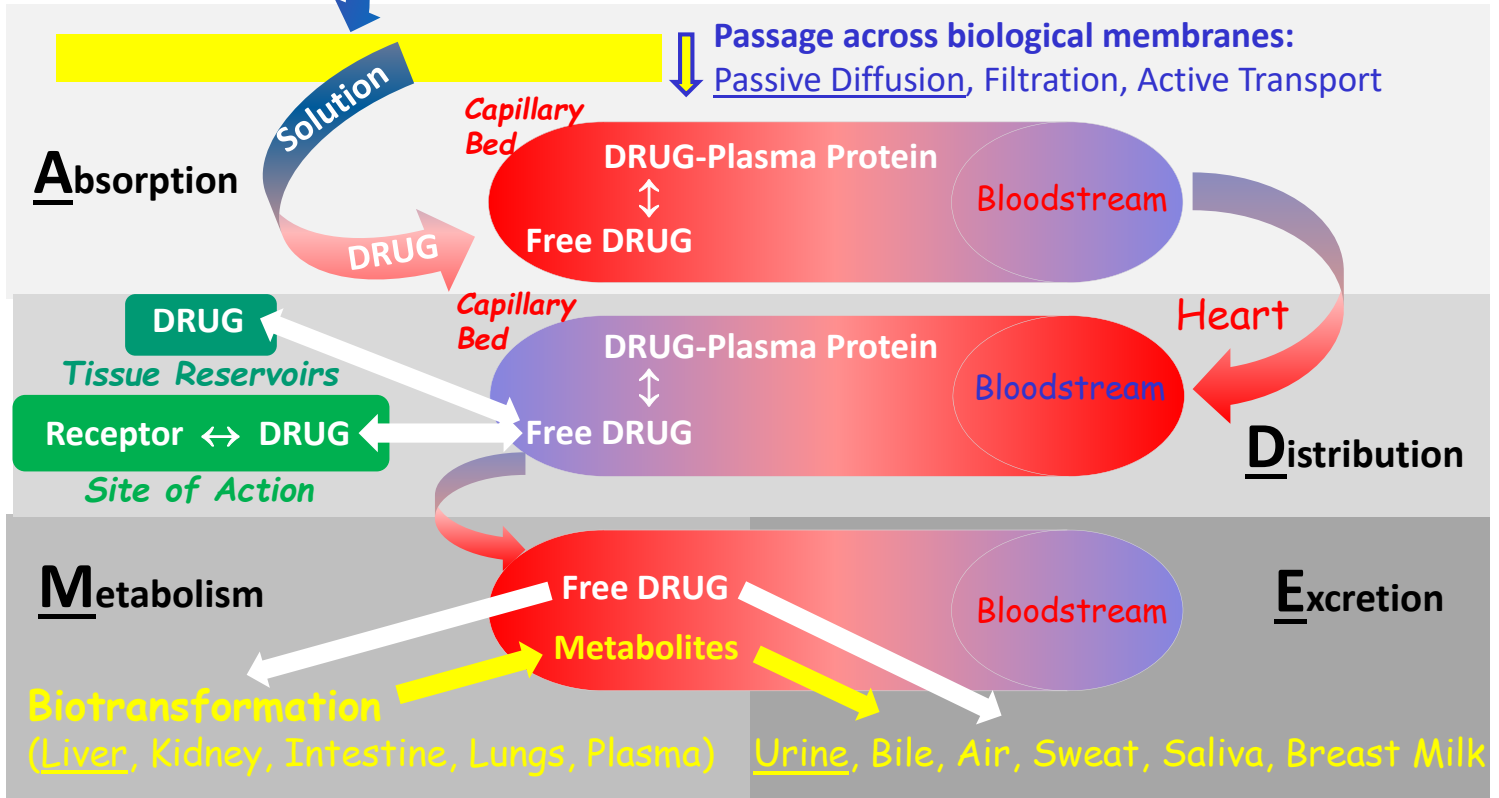 Passage across biological membranes:
Passive Diffusion, Filtration, Active Transport
Solution
DRUG
Absorption
Capillary
Bed
DRUG-Plasma Protein
↕
Free DRUG
Bloodstream
Heart
DRUG
Tissue Reservoirs
Receptor ↔ DRUG
Site of Action
Capillary
Bed
DRUG-Plasma Protein
↕
Free DRUG
Bloodstream
Distribution
Metabolism
Free DRUG
Metabolites
Bloodstream
Excretion
Biotransformation
(Liver, Kidney, Intestine, Lungs, Plasma)
Urine, Bile, Air, Sweat, Saliva, Breast Milk